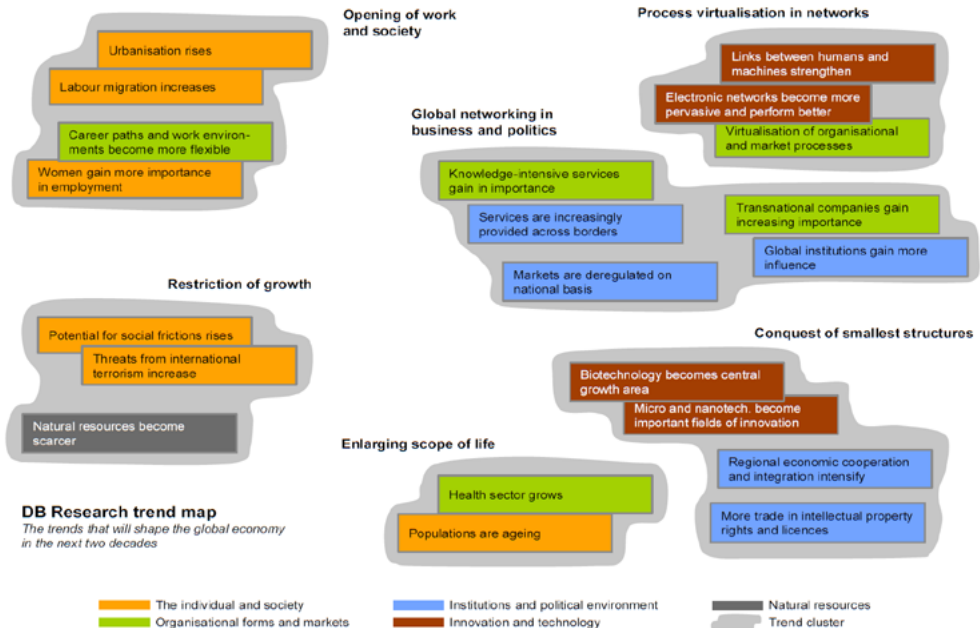 Opening of work
and society
Urbanisation rises
Labour migration increases
Career paths and work environ-
ments become more flexible
Women gain more importance
in employment
Process virtualisation in networks
Links between humans and
machines strengthen
Electronic networks become more
pervasive and perform better
Virtualisation of organisational
and market processes
Global networking in
business and politics
Knowledge-intensive services
gain in importance
Services are increasingly
provided across borders
Markets are deregulated on
national basis
Transnational companies gain
increasing importance
Global institutions gain more
influence
Restriction of growth
Potential for social frictions rises
Threats from international
terrorism increase
Natural resources become
scarcer
Conquest of smallest structures
Biotechnology becomes central
growth area
Micro and nanotech. become
important fields of innovation
Regional economic cooperation
and integration intensify
More trade in intellectual property
rights and licences
Enlarging scope of life
Health sector grows
Populations are ageing
DB Research trend map
The trends that will shape the global economy
in the next two decades
The individual and society
Organisational forms and markets
Institutions and political environment
Innovation and technology
Natural resources
Trend cluster